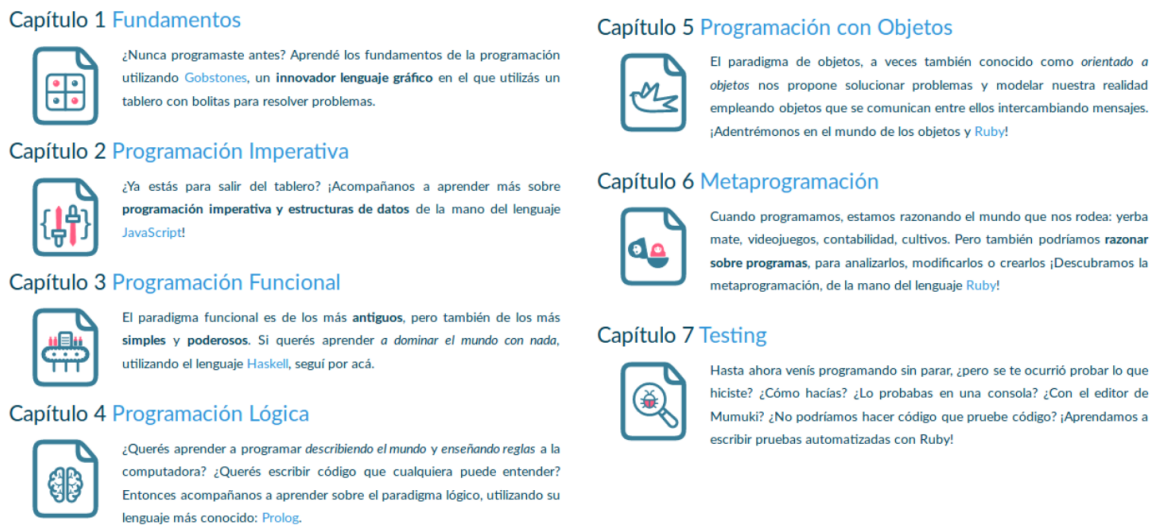 Capítulo 1 Fundamentos
¿Nunca programaste antes? Aprendé los fundamentos de la programación
utilizando Gobstones, un innovador lenguaje gráfico en el que utilizás un
tablero con bolitas para resolver problemas.
Capítulo 2 Programación Imperativa
¿Ya estás para salir del tablero? ¡Acompañanos a aprender más sobre
programación imperativa y estructuras de datos de la mano del lenguaje
JavaScript!
Capítulo 3 Programación Funcional
El paradigma funcional es de los más antiguos, pero también de los más
simples y poderosos. Si querés aprender a dominar el mundo con nada,
utilizando el lenguaje Haskell, seguí por acá.
Capítulo 4 Programación Lógica
¿Querés aprender a programar describiendo el mundo y enseñando reglas a la
computadora? ¿Querés escribir código que cualquiera puede entender?
Entonces acompañanos a aprender sobre el paradigma lógico, utilizando su
lenguaje más conocido: Prolog.
Capítulo 5 Programación con Objetos
El paradigma de objetos, a veces también conocido como orientado a
objetos nos propone solucionar problemas y modelar nuestra realidad
empleando objetos que se comunican entre ellos intercambiando mensajes.
¡Adentrémonos en el mundo de los objetos y Ruby!
Capítulo 6 Metaprogramación
Cuando programamos, estamos razonando el mundo que nos rodea: yerba
mate, videojuegos, contabilidad, cultivos. Pero también podríamos razonar
sobre programas, para analizarlos, modificarlos o crearlos ¡Descubramos la
metaprogramación, de la mano del lenguaje Ruby!
Capítulo 7 Testing
Hasta ahora venís programando sin parar, ¿pero se te ocurrió probar lo que
hiciste? ¿Cómo hacías? ¿Lo probabas en una consola? ¿Con el editor de
Mumuki? ¿No podríamos hacer código que pruebe código? ¡Aprendamos a
escribir pruebas automatizadas con Ruby!